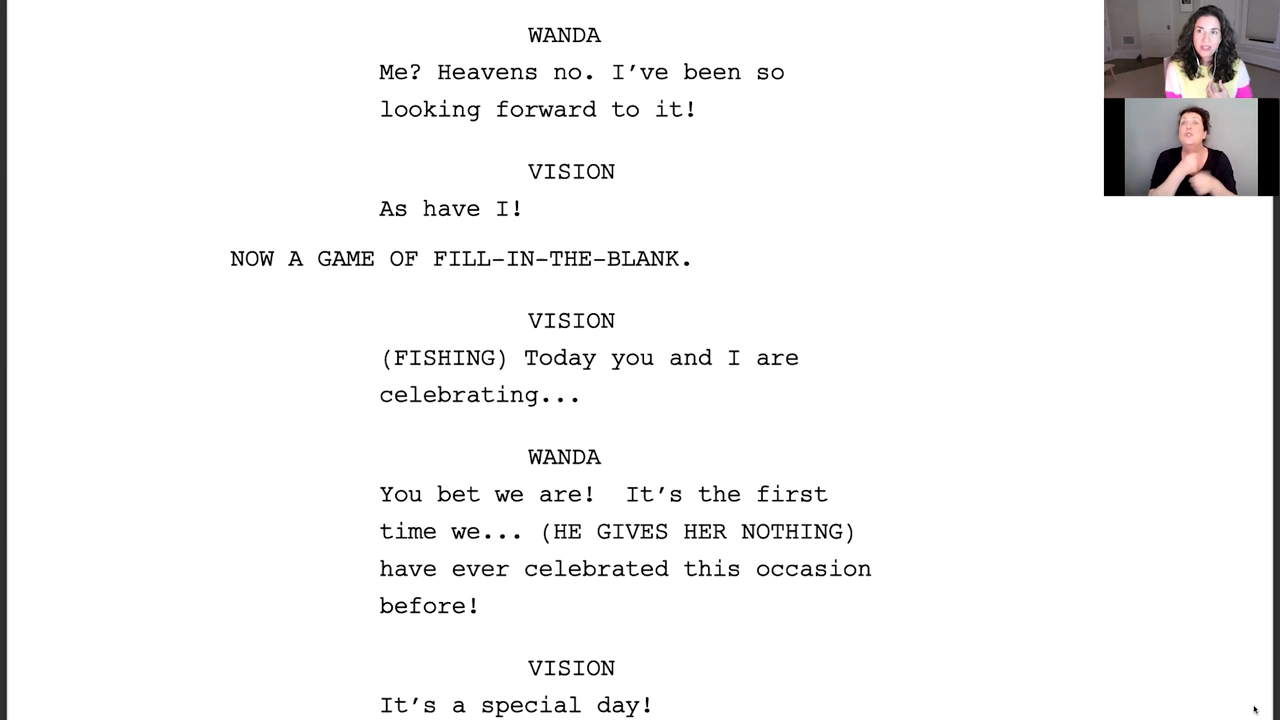 WANDA
Me? Heavens no. I’ve been so
looking forward to it!
VISION
As have I!
NOW A GAME OF FILL-IN-THE-BLANK.
VISION
(FISHING) Today you and I are
celebrating...
WANDA
You bet we are!  It’s the first
time we... (HE GIVES HER NOTHING)
have ever celebrated this occasion
before!
VISION
It’s a special day!